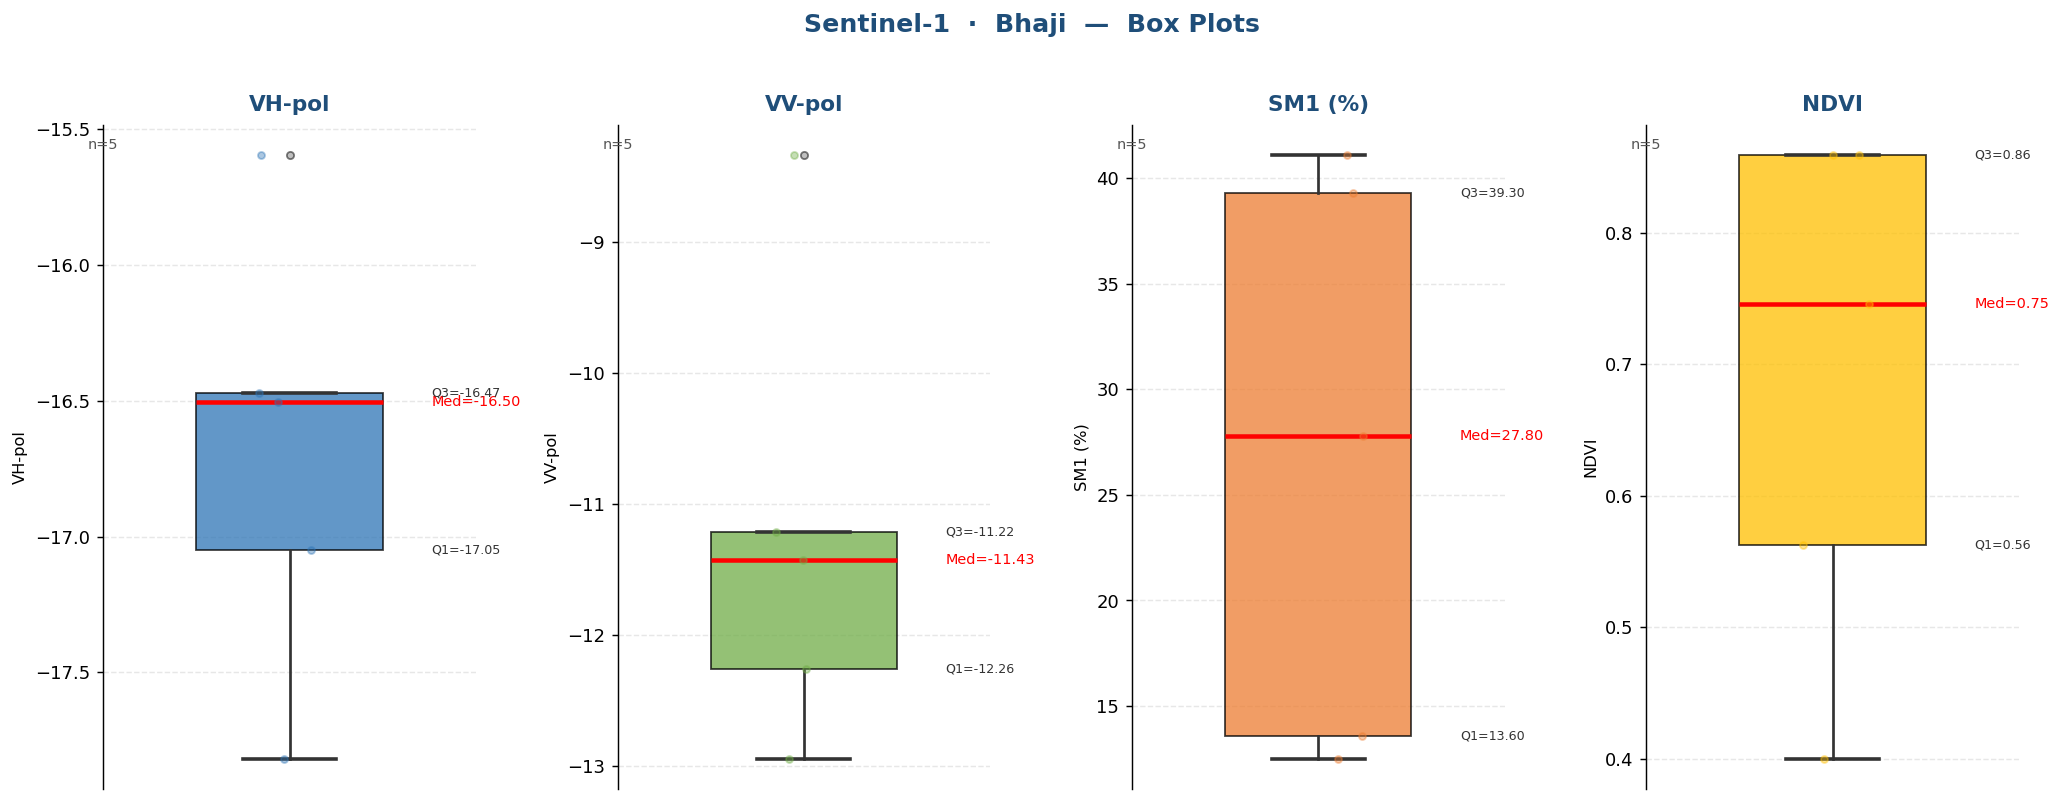 Sentinel-1 · Bhaji — Box Plots
VH-pol
n=5
−15.5
−16.0
−16.5
−17.0
−17.5
VH-pol
Q3=-16.47
Med=-16.50
Q1=-17.05
VV-pol
n=5
−9
−10
−11
−12
−13
VV-pol
Q3=-11.22
Med=-11.43
Q1=-12.26
SM1 (%)
n=5
40
35
30
25
20
15
SM1 (%)
Q3=39.30
Med=27.80
Q1=13.60
NDVI
n=5
0.8
0.7
0.6
0.5
0.4
NDVI
Q3=0.86
Med=0.75
Q1=0.56